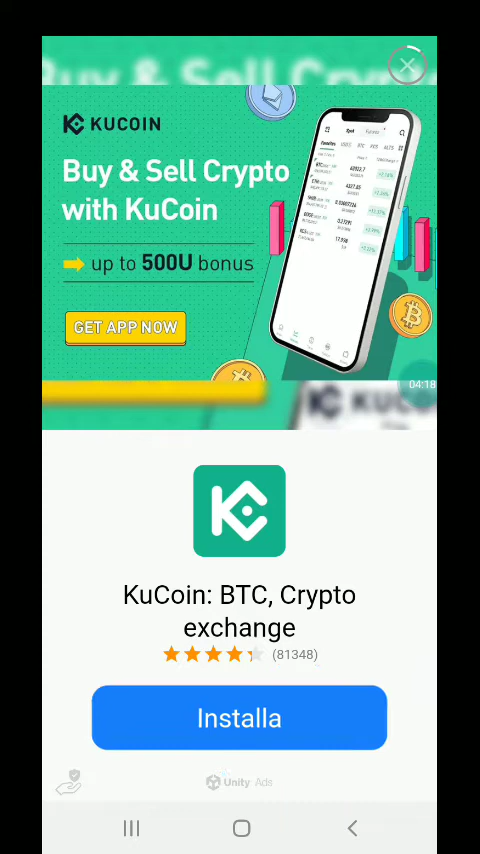 KUCOIN
Buy & Sell Crypto
with KuCoin
up to 500U bonus
GET APP NOW
04:18
KuCoin: BTC, Crypto
exchange
(81348)
Installa
Unity Ads